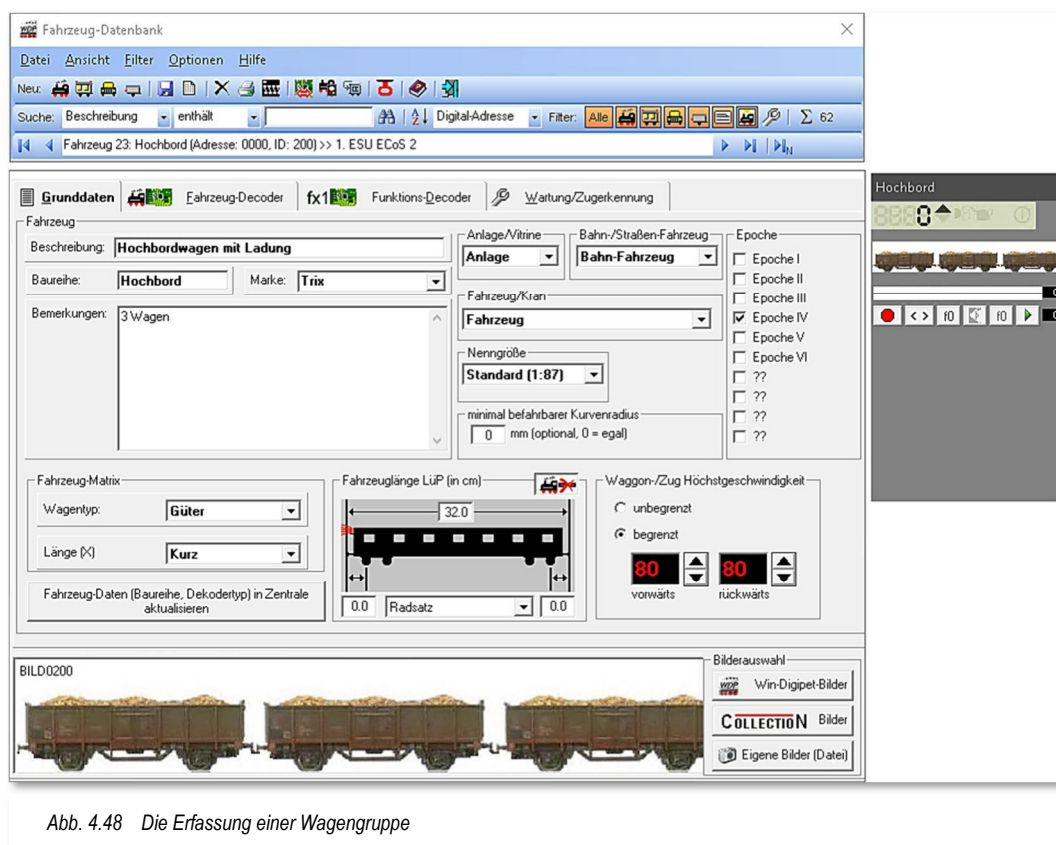 Fahrzeug-Datenbank
Datei Ansicht Filter Optionen Hilfe
Neu:
Suche: Beschreibung enthält Digital-Adresse Filter: Alle Σ 62
Fahrzeug 23: Hochbord (Adresse: 0000, ID: 200) >> 1. ESU ECoS 2
Grunddaten Fahrzeug-Decoder fx1 Funktions-Decoder Wartung/Zugerkennung
Hochbord
0
Fahrzeug
Beschreibung: Hochbordwagen mit Ladung
Baureihe: Hochbord Marke: Trix
Bemerkungen: 3 Wagen
Anlage/Vitrine
Anlage
Bahn-/Straßen-Fahrzeug
Bahn-Fahrzeug
Fahrzeug/Kran
Fahrzeug
Nenngröße
Standard (1:87)
minimal befahrbarer Kurvenradius
0 mm (optional, 0 = egal)
Epoche
Epoche I
Epoche II
Epoche III
Epoche IV
Epoche V
Epoche VI
??
??
??
??
< > f0 f0
Fahrzeug-Matrix
Wagentyp: Güter
Länge (X) Kurz
Fahrzeug-Daten (Baureihe, Dekodertyp) in Zentrale
aktualisieren
Fahrzeuglänge LüP (in cm)
32.0
0.0 Radsatz 0.0
Waggon-/Zug Höchstgeschwindigkeit
unbegrenzt
begrenzt
80 80
vorwärts rückwärts
BILD0200
Bilderauswahl
WDP Win-Digipet-Bilder
COLLECTION Bilder
Eigene Bilder (Datei)
Abb. 4.48 Die Erfassung einer Wagengruppe